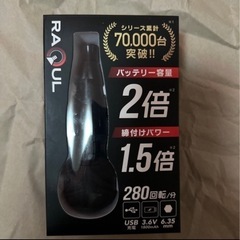 RAQUL
シリーズ累計
70,000台
突破!!
バッテリー容量
2倍
締付けパワー
1.5倍
280回転/分
USB 3.6V 6.35
充電 1800mAh mm